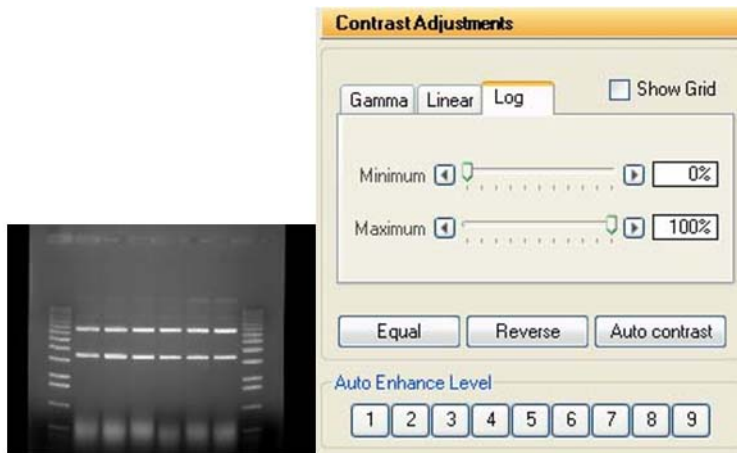 Contrast Adjustments
Gamma Linear Log Show Grid
Minimum 0%
Maximum 100%
Equal Reverse Auto contrast
Auto Enhance Level
1 2 3 4 5 6 7 8 9